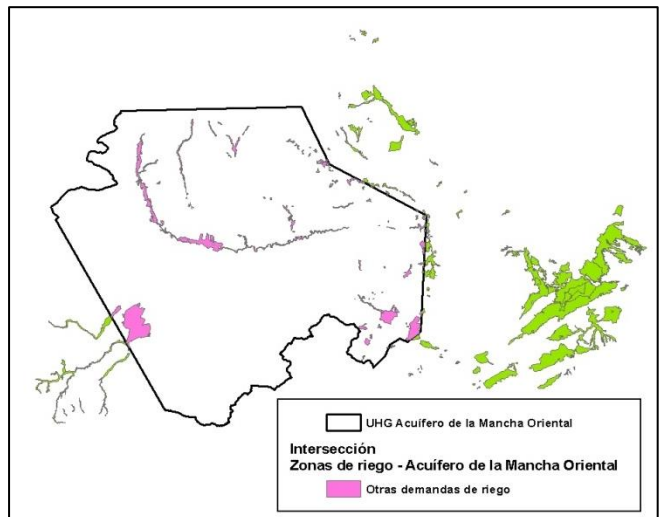 UHG Acuífero de la Mancha Oriental
Intersección
Zonas de riego - Acuífero de la Mancha Oriental
Otras demandas de riego